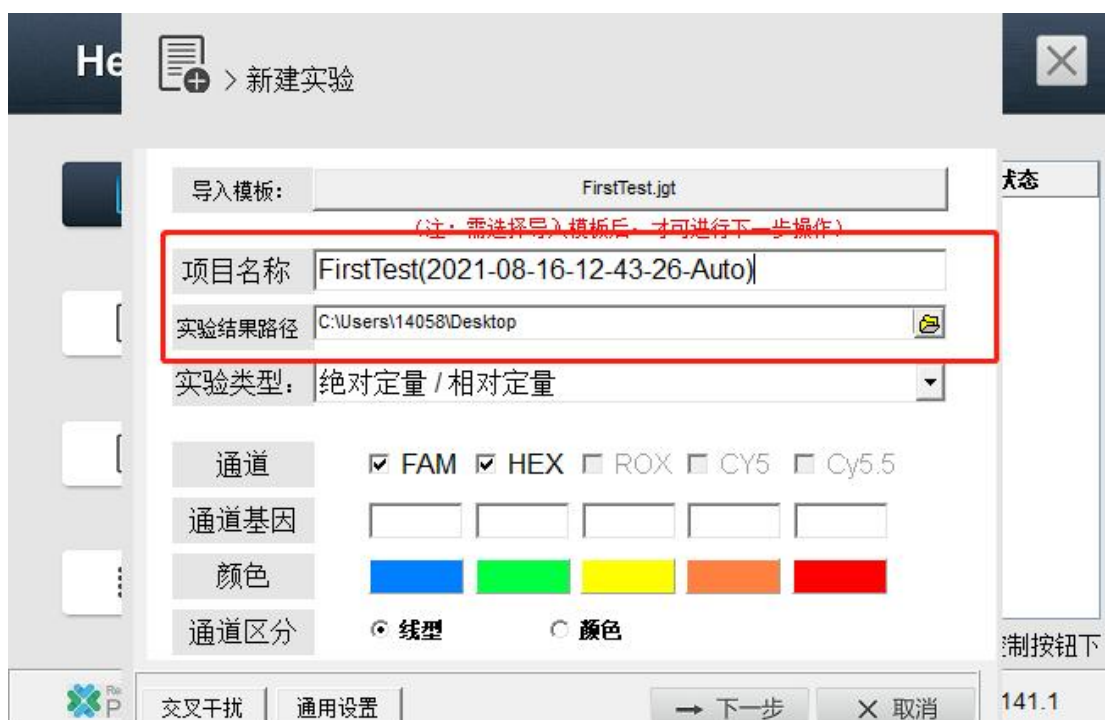 He
> 新建实验
状态
导入模板：
FirstTest.jgt
（注：需选择导入模板后，才可进行下一步操作）
项目名称
FirstTest(2021-08-16-12-43-26-Auto)
实验结果路径
C:\Users\14058\Desktop
实验类型：
绝对定量 / 相对定量
通道
FAM HEX ROX CY5 Cy5.5
通道基因
颜色
通道区分
线型 颜色
制按钮下
交叉干扰 通用设置 → 下一步 × 取消
Re
P
141.1